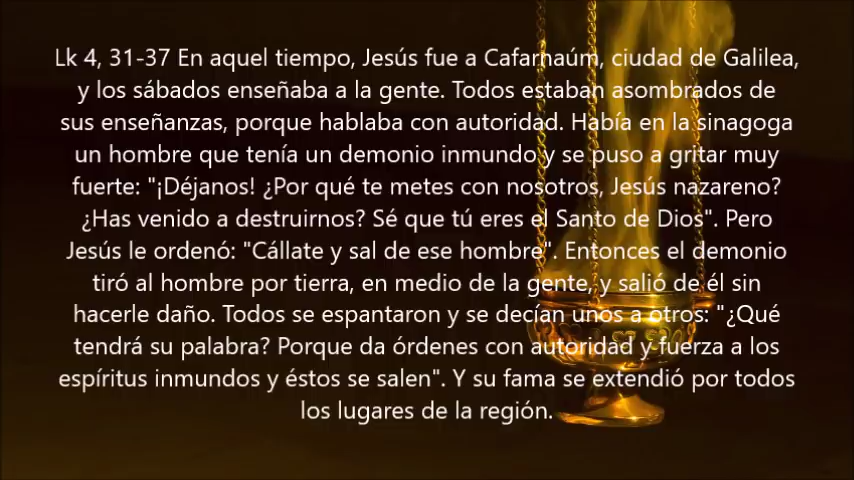 Lk 4, 31-37 En aquel tiempo, Jesús fue a Cafarnaúm, ciudad de Galilea,
y los sábados enseñaba a la gente. Todos estaban asombrados de
sus enseñanzas, porque hablaba con autoridad. Había en la sinagoga
un hombre que tenía un demonio inmundo y se puso a gritar muy
fuerte: "¡Déjanos! ¿Por qué te metes con nosotros, Jesús nazareno?
¿Has venido a destruirnos? Sé que tú eres el Santo de Dios". Pero
Jesús le ordenó: "Cállate y sal de ese hombre". Entonces el demonio
tiró al hombre por tierra, en medio de la gente, y salió de él sin
hacerle daño. Todos se espantaron y se decían unos a otros: "¿Qué
tendrá su palabra? Porque da órdenes con autoridad y fuerza a los
espíritus inmundos y éstos se salen". Y su fama se extendió por todos
los lugares de la región.